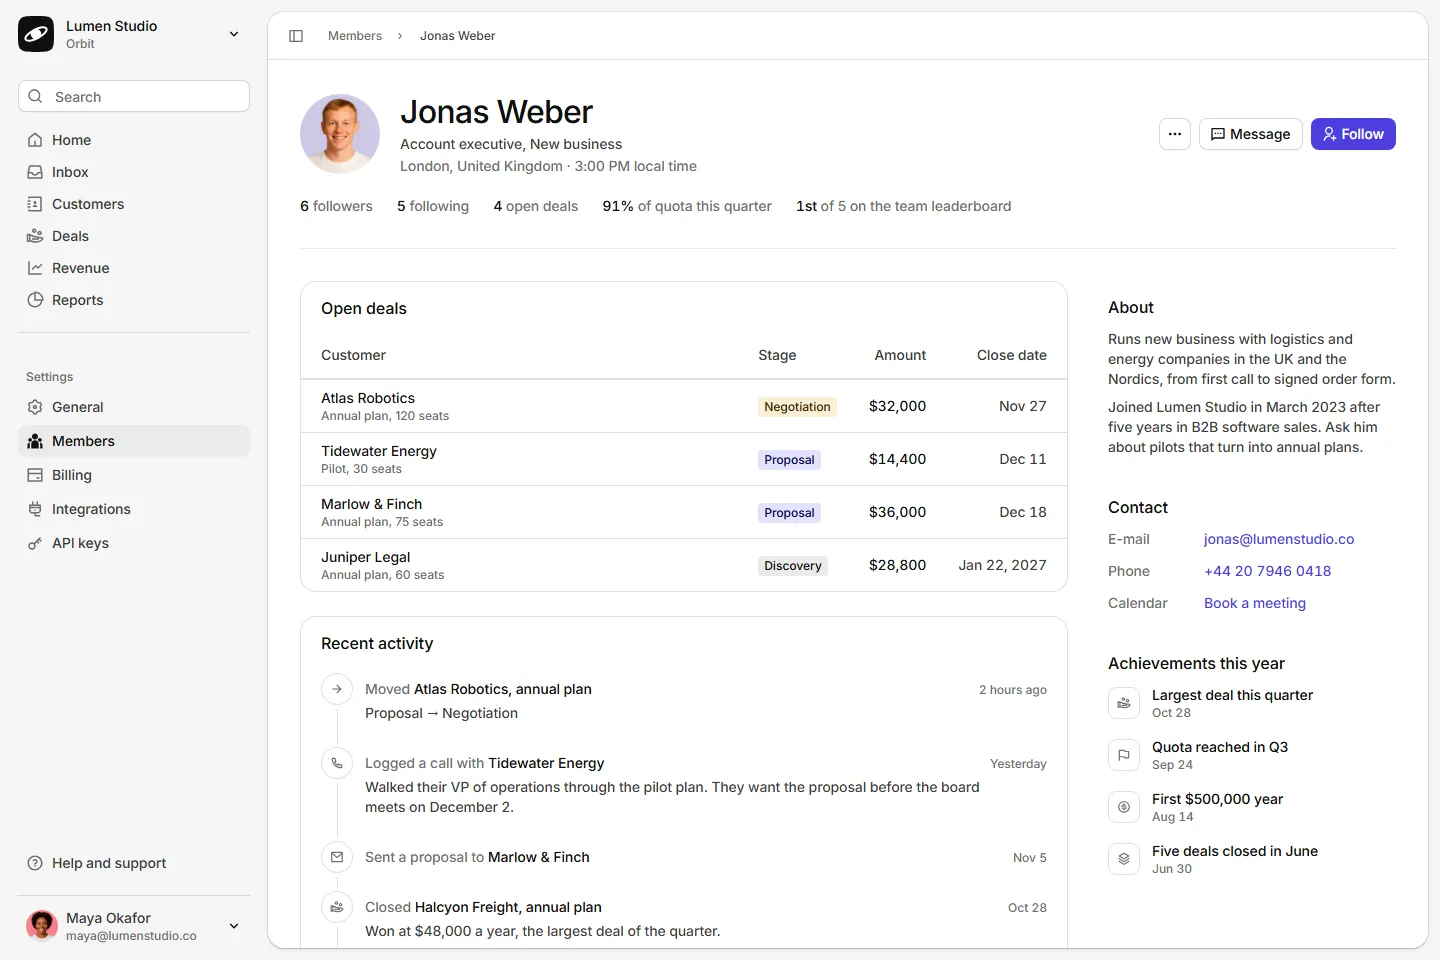 Lumen Studio
Orbit
Search
Home
Inbox
Customers
Deals
Revenue
Reports
Settings
General
Members
Billing
Integrations
API keys
Help and support
Maya Okafor
maya@lumenstudio.co
Members › Jonas Weber
Jonas Weber
Account executive, New business
London, United Kingdom · 3:00 PM local time
Message
Follow
6 followers 5 following 4 open deals 91% of quota this quarter 1st of 5 on the team leaderboard
Open deals
Customer Stage Amount Close date
Atlas Robotics Negotiation $32,000 Nov 27
Annual plan, 120 seats
Tidewater Energy Proposal $14,400 Dec 11
Pilot, 30 seats
Marlow & Finch Proposal $36,000 Dec 18
Annual plan, 75 seats
Juniper Legal Discovery $28,800 Jan 22, 2027
Annual plan, 60 seats
Recent activity
Moved Atlas Robotics, annual plan 2 hours ago
Proposal → Negotiation
Logged a call with Tidewater Energy Yesterday
Walked their VP of operations through the pilot plan. They want the proposal before the board
meets on December 2.
Sent a proposal to Marlow & Finch Nov 5
Closed Halcyon Freight, annual plan Oct 28
Won at $48,000 a year, the largest deal of the quarter.
About
Runs new business with logistics and
energy companies in the UK and the
Nordics, from first call to signed order form.
Joined Lumen Studio in March 2023 after
five years in B2B software sales. Ask him
about pilots that turn into annual plans.
Contact
E-mail jonas@lumenstudio.co
Phone +44 20 7946 0418
Calendar Book a meeting
Achievements this year
Largest deal this quarter
Oct 28
Quota reached in Q3
Sep 24
First $500,000 year
Aug 14
Five deals closed in June
Jun 30